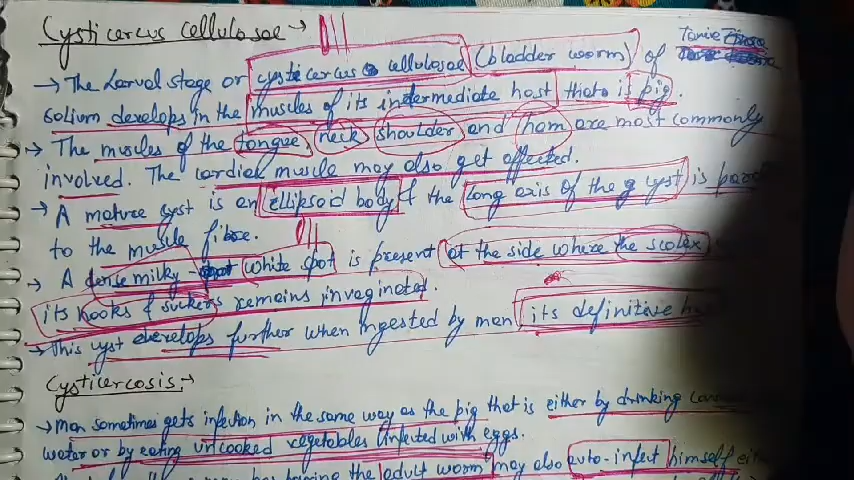 Cysticercus Cellulosae →
→ The Larval stage or cysticercus cellulosae (bladder worm) of Tanie
solium develops in the muscles of its intermediate host thats is pig.
→ The muscles of the tongue, neck, shoulder and ham are most commonly
involved. The cardiak muscle may also get affected.
→ A mature cyst is an ellipsoid body & the long axis of the cyst is
to the muscle fibre.
→ A dense milky white spot is present at the side where the scolex
its hooks & suckers remains invaginated.
→ This cyst develops further when ingested by man its definitive
Cysticercosis:→
→ Man sometimes gets infection in the same way as the pig that is either by drinking
water or by eating uncooked vegetables infected with eggs.
the adult worm may also auto-infect himself